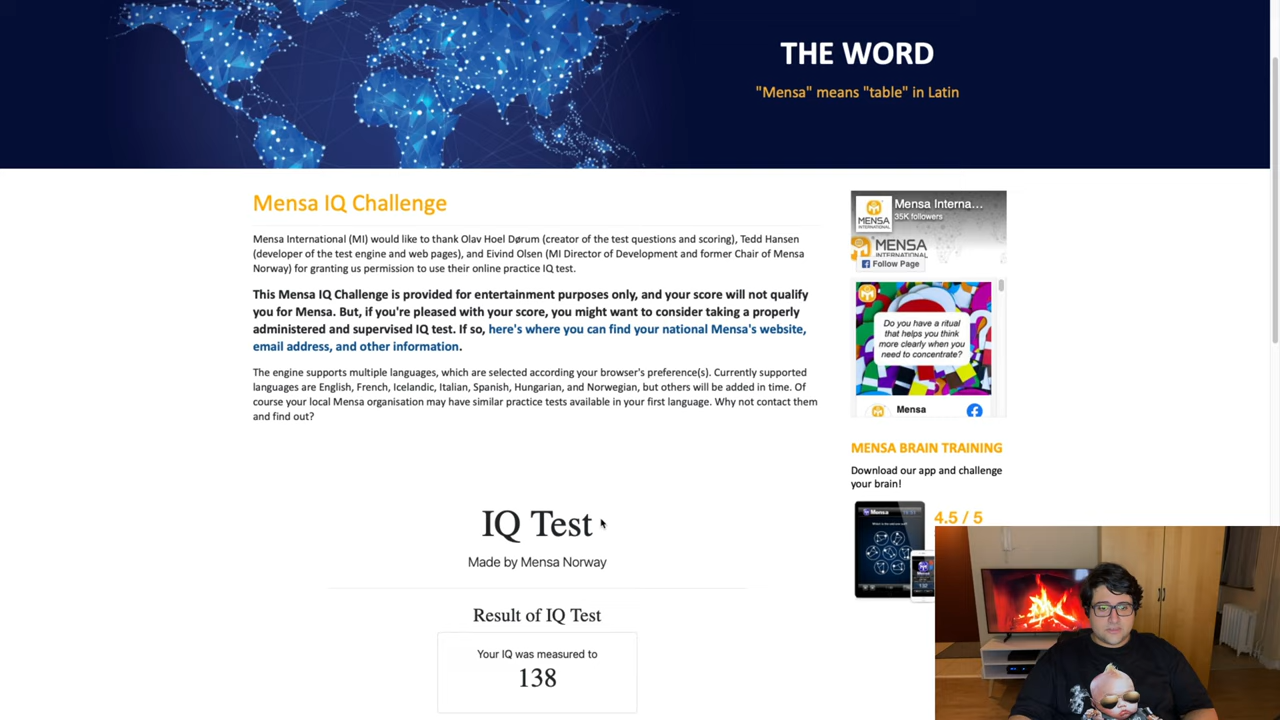 THE WORD
"Mensa" means "table" in Latin
Mensa IQ Challenge
Mensa International (MI) would like to thank Olav Hoel Dørum (creator of the test questions and scoring), Tedd Hansen
(developer of the test engine and web pages), and Eivind Olsen (MI Director of Development and former Chair of Mensa
Norway) for granting us permission to use their online practice IQ test.
This Mensa IQ Challenge is provided for entertainment purposes only, and your score will not qualify
you for Mensa. But, if you're pleased with your score, you might want to consider taking a properly
administered and supervised IQ test. If so, here's where you can find your national Mensa's website,
email address, and other information.
The engine supports multiple languages, which are selected according your browser's preference(s). Currently supported
languages are English, French, Icelandic, Italian, Spanish, Hungarian, and Norwegian, but others will be added in time. Of
course your local Mensa organisation may have similar practice tests available in your first language. Why not contact them
and find out?
IQ Test
Made by Mensa Norway
Result of IQ Test
Your IQ was measured to
138
Mensa Interna...
35K followers
MENSA
INTERNATIONAL
MENSA
INTERNATIONAL
Follow Page
Do you have a ritual
that helps you think
more clearly when you
need to concentrate?
Mensa
MENSA BRAIN TRAINING
Download our app and challenge
your brain!
Mensa
4.5 / 5